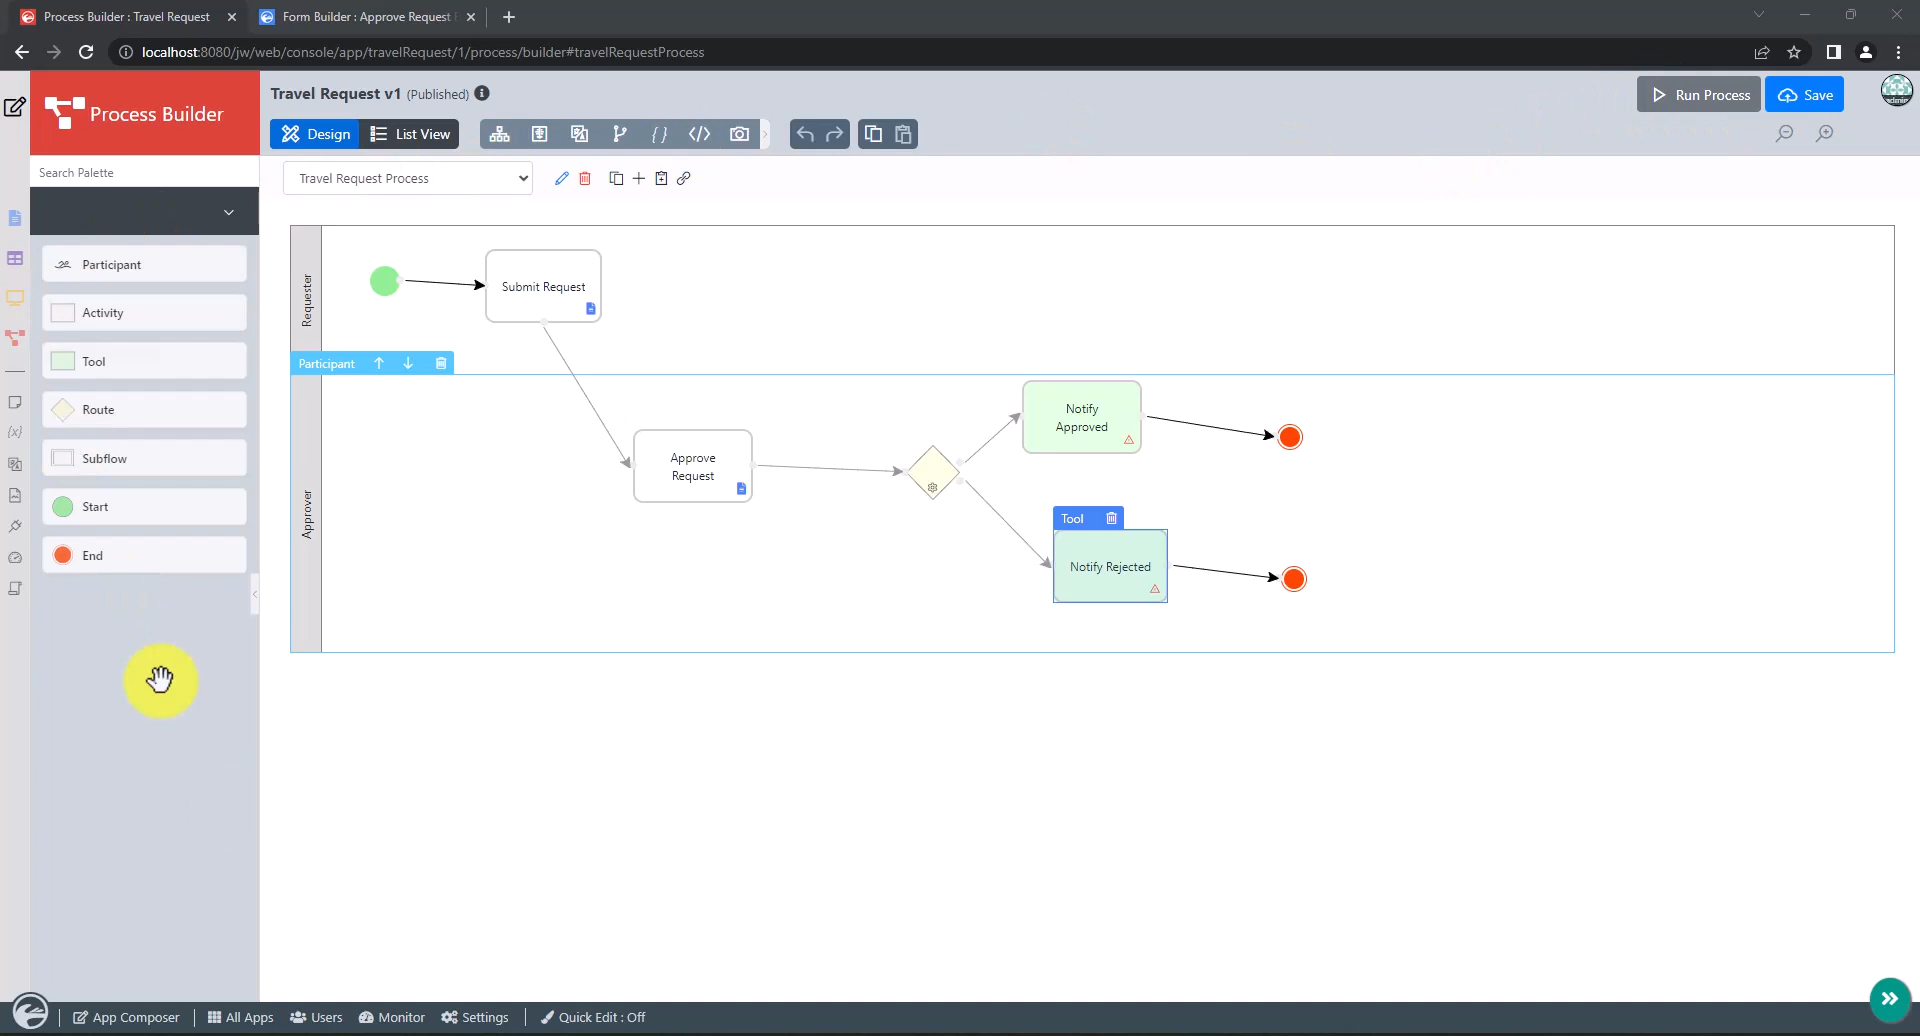 Process Builder : Travel Request
Form Builder : Approve Request
localhost:8080/jw/web/console/app/travelRequest/1/process/builder#travelRequestProcess
Process Builder
Travel Request v1 (Published)
Run Process
Save
Design
List View
Search Palette
Travel Request Process
Participant
Activity
Tool
Route
Subflow
Start
End
Requester
Submit Request
Participant
Approver
Approve
Request
Notify
Approved
Tool
Notify Rejected
App Composer
All Apps
Users
Monitor
Settings
Quick Edit : Off